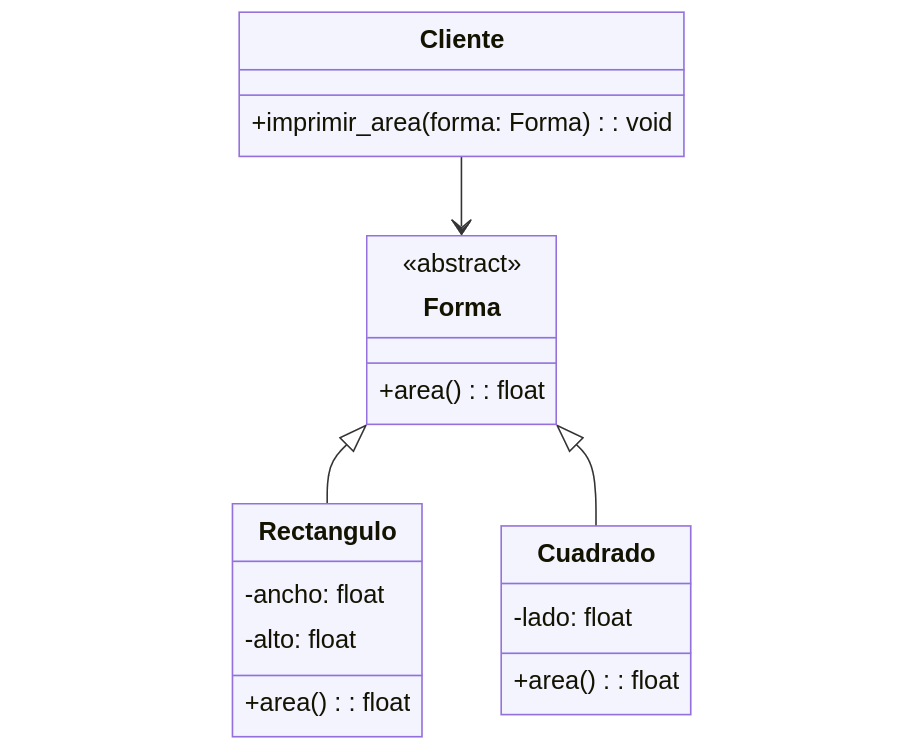 Cliente
+imprimir_area(forma: Forma) : : void
«abstract»
Forma
+area() : : float
Rectangulo
-ancho: float
-alto: float
+area() : : float
Cuadrado
-lado: float
+area() : : float